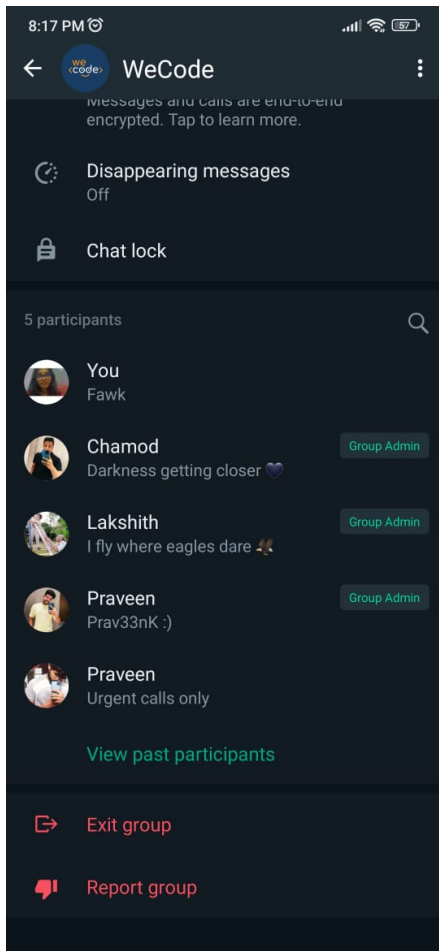 8:17 PM
57
we
<code>
WeCode
Messages and calls are end-to-end
encrypted. Tap to learn more.
Disappearing messages
Off
Chat lock
5 participants
You
Fawk
Chamod
Group Admin
Darkness getting closer 🖤
Lakshith
Group Admin
I fly where eagles dare 🦅
Praveen
Group Admin
Prav33nK :)
Praveen
Urgent calls only
View past participants
Exit group
Report group